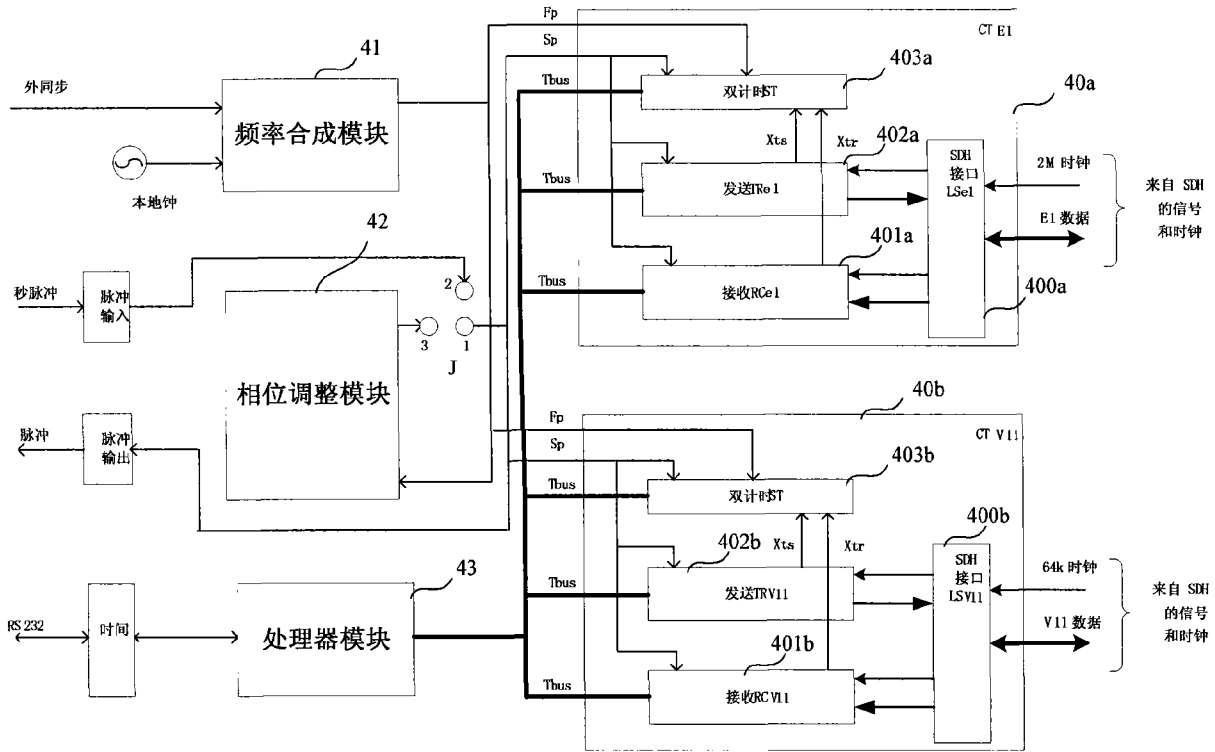 Fp
CT E1
Sp
41
403a
外同步
Tbus
双计时ST
40a
频率合成模块
Xts
Xtr
402a
SDH
接口
LSe1
2M 时钟
本地钟
Tbus
发送TRe1
来自 SDH
的信号
和时钟
E1 数据
42
401a
2
Tbus
接收RCe1
400a
秒脉冲
脉冲
输入
3
1
J
相位调整模块
40b
Fp
CT V11
脉冲
脉冲
输出
Sp
403b
Tbus
双计时ST
400b
402b
Xts
Xtr
SDH
接口
LSV11
64k 时钟
43
Tbus
发送TRV11
来自 SDH
的信号
和时钟
RS232
时间
处理器模块
V11 数据
401b
Tbus
接收RCV11